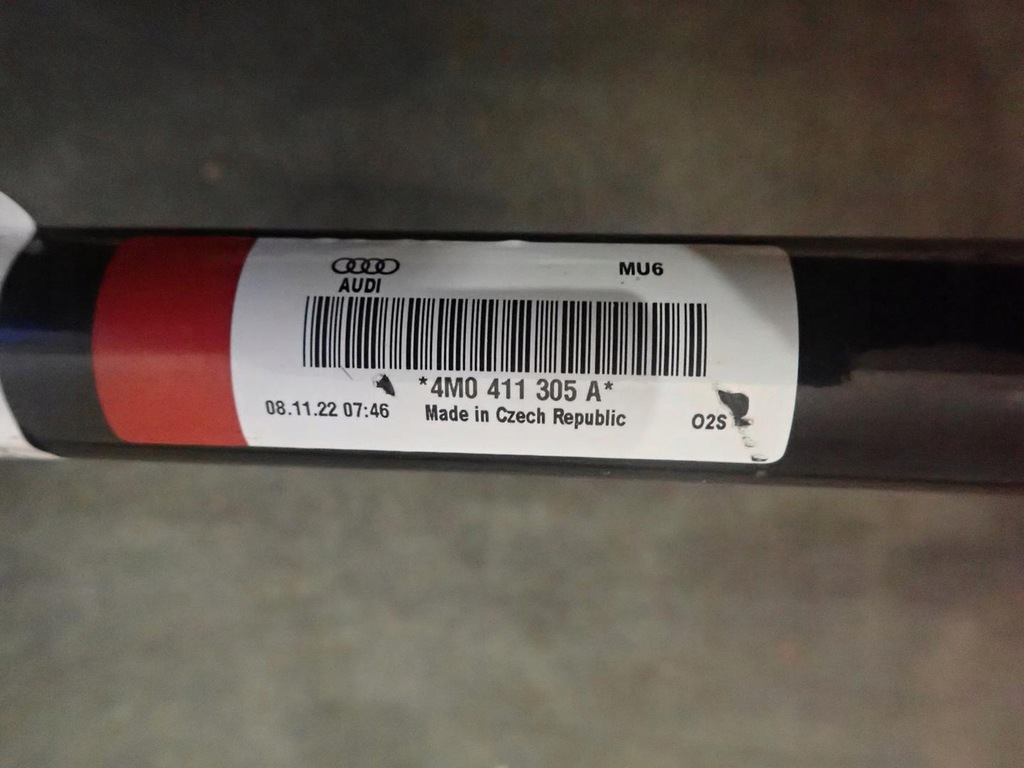 AUDI
MU6
*4M0 411 305 A*
08.11.22 07:46
Made in Czech Republic
O2S